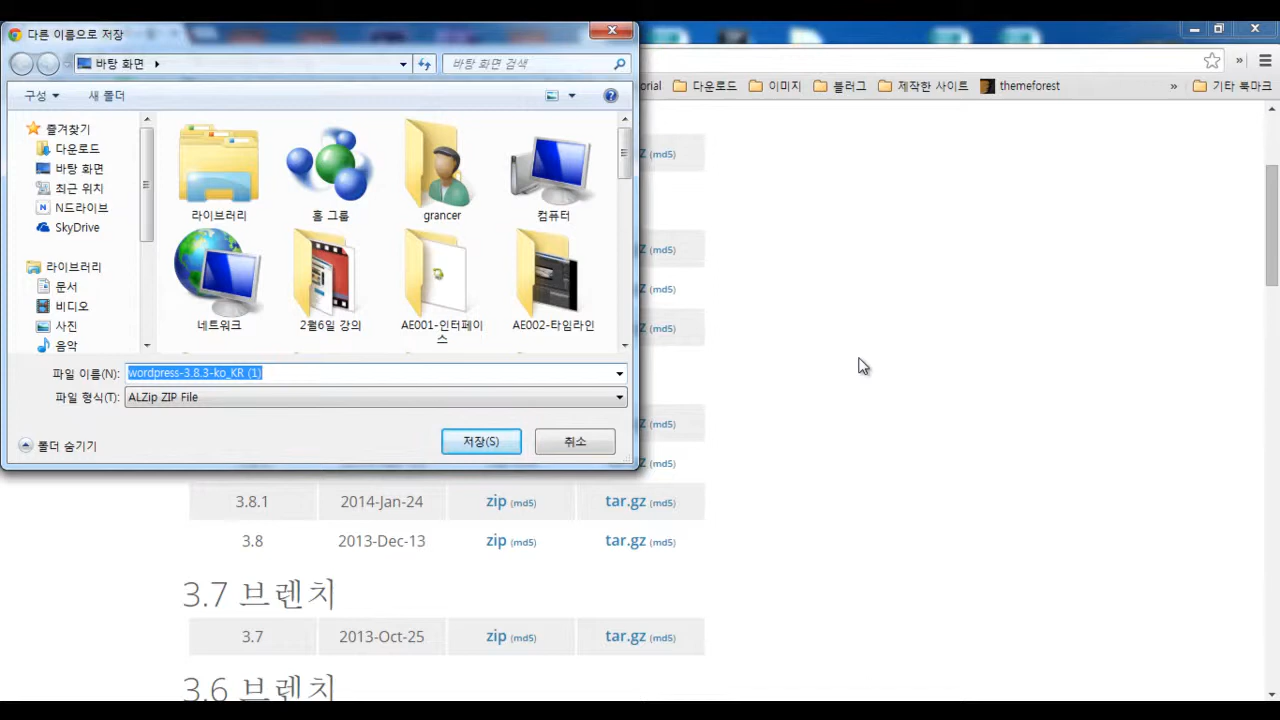 다른 이름으로 저장
바탕 화면
바탕 화면 검색
구성
새 폴더
즐겨찾기
다운로드
바탕 화면
최근 위치
N드라이브
SkyDrive
라이브러리
문서
비디오
사진
음악
라이브러리
홈 그룹
grancer
컴퓨터
네트워크
2월6일 강의
AE001-인터페이
스
AE002-타임라인
파일 이름(N):
wordpress-3.8.3-ko_KR (1)
파일 형식(T):
ALZip ZIP File
폴더 숨기기
저장(S)
취소
orial
다운로드
이미지
블러그
제작한 사이트
themeforest
»
기타 북마크
z (md5)
z (md5)
z (md5)
z (md5)
z (md5)
z (md5)
3.8.1 2014-Jan-24 zip (md5) tar.gz (md5)
3.8 2013-Dec-13 zip (md5) tar.gz (md5)
3.7 브렌치
3.7 2013-Oct-25 zip (md5) tar.gz (md5)
3.6 브렌치